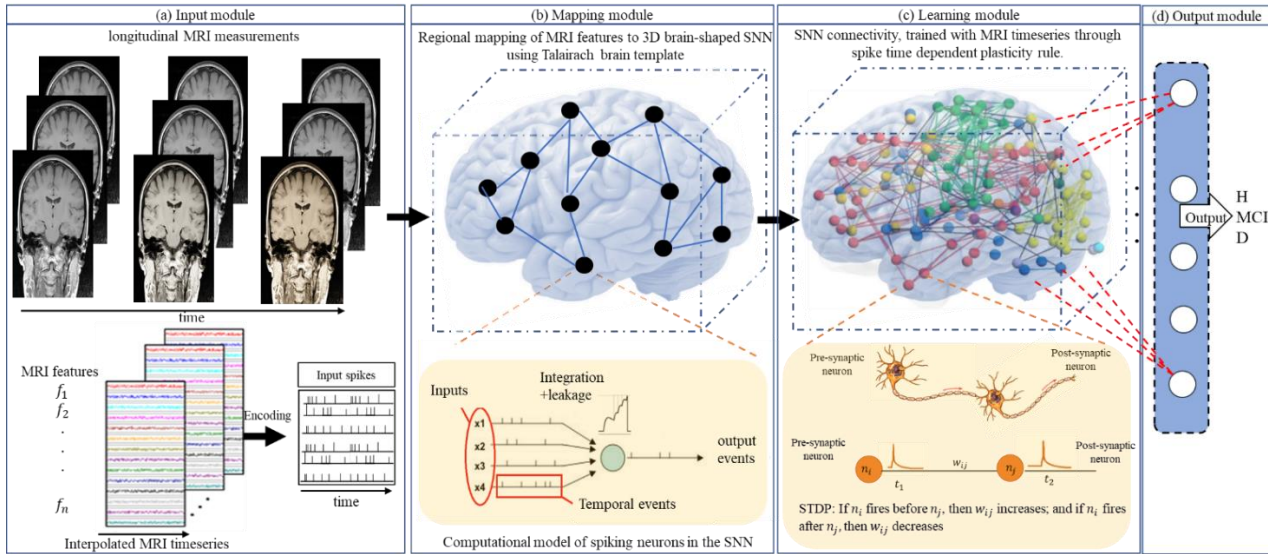 (a) Input module
longitudinal MRI measurements
time
MRI features
f1
f2
.
.
.
fn
Interpolated MRI timeseries
Encoding
Input spikes
time
(b) Mapping module
Regional mapping of MRI features to 3D brain-shaped SNN
using Talairach brain template
Inputs
Integration
+leakage
x1
x2
x3
x4
output
events
Temporal events
Computational model of spiking neurons in the SNN
(c) Learning module
SNN connectivity, trained with MRI timeseries through
spike time dependent plasticity rule.
Pre-synaptic
neuron
Post-synaptic
neuron
Pre-synaptic
neuron
Post-synaptic
neuron
ni
t1
wij
nj
t2
STDP: If ni fires before nj, then wij increases; and if ni fires
after nj, then wij decreases
(d) Output module
Output
H
MCI
D